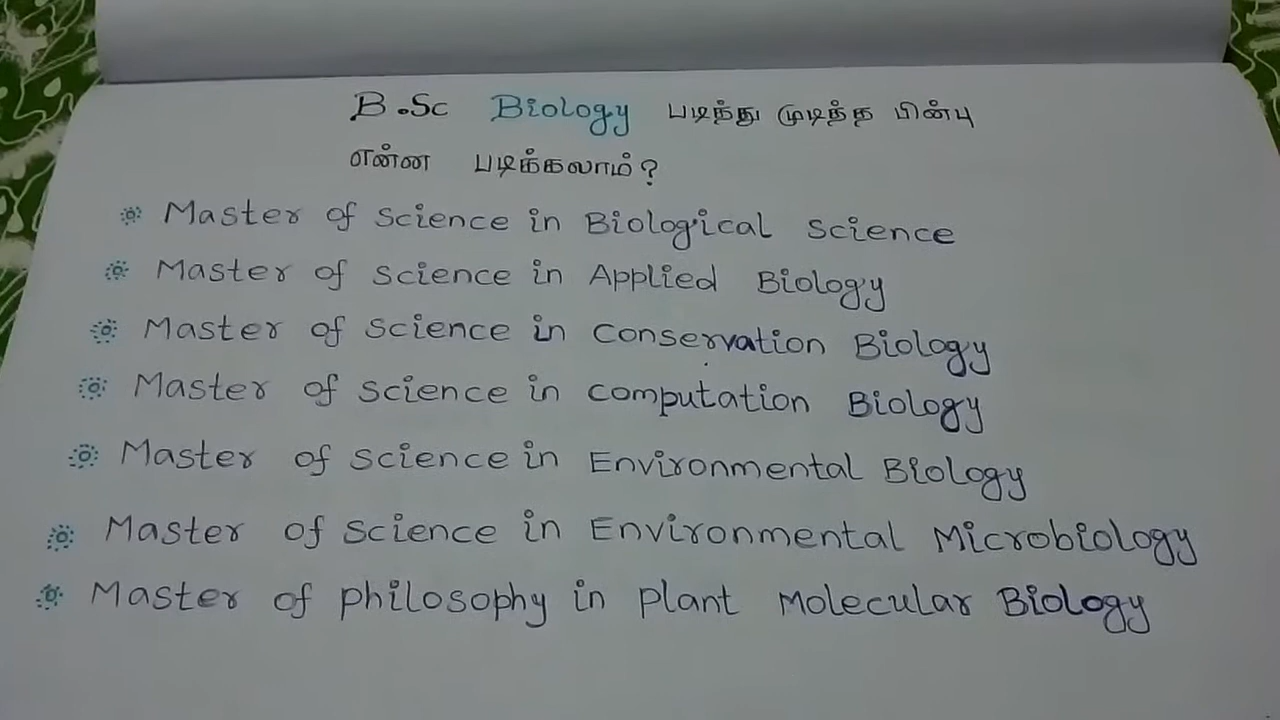 B.Sc Biology படித்து முடித்த பின்பு
என்ன படிக்கலாம்?
Master of Science in Biological Science
Master of Science in Applied Biology
Master of Science in Conservation Biology
Master of Science in Computation Biology
Master of Science in Environmental Biology
Master of Science in Environmental Microbiology
Master of philosophy in plant Molecular Biology